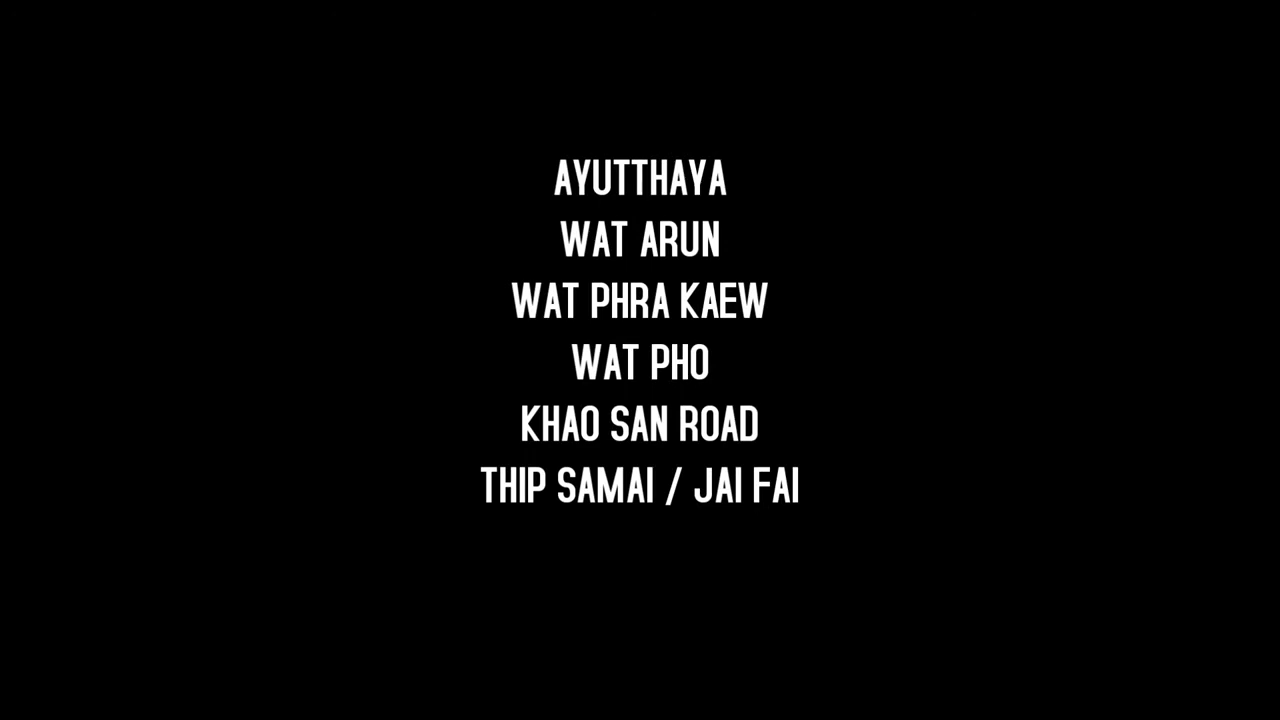 AYUTTHAYA
WAT ARUN
WAT PHRA KAEW
WAT PHO
KHAO SAN ROAD
THIP SAMAI / JAI FAI